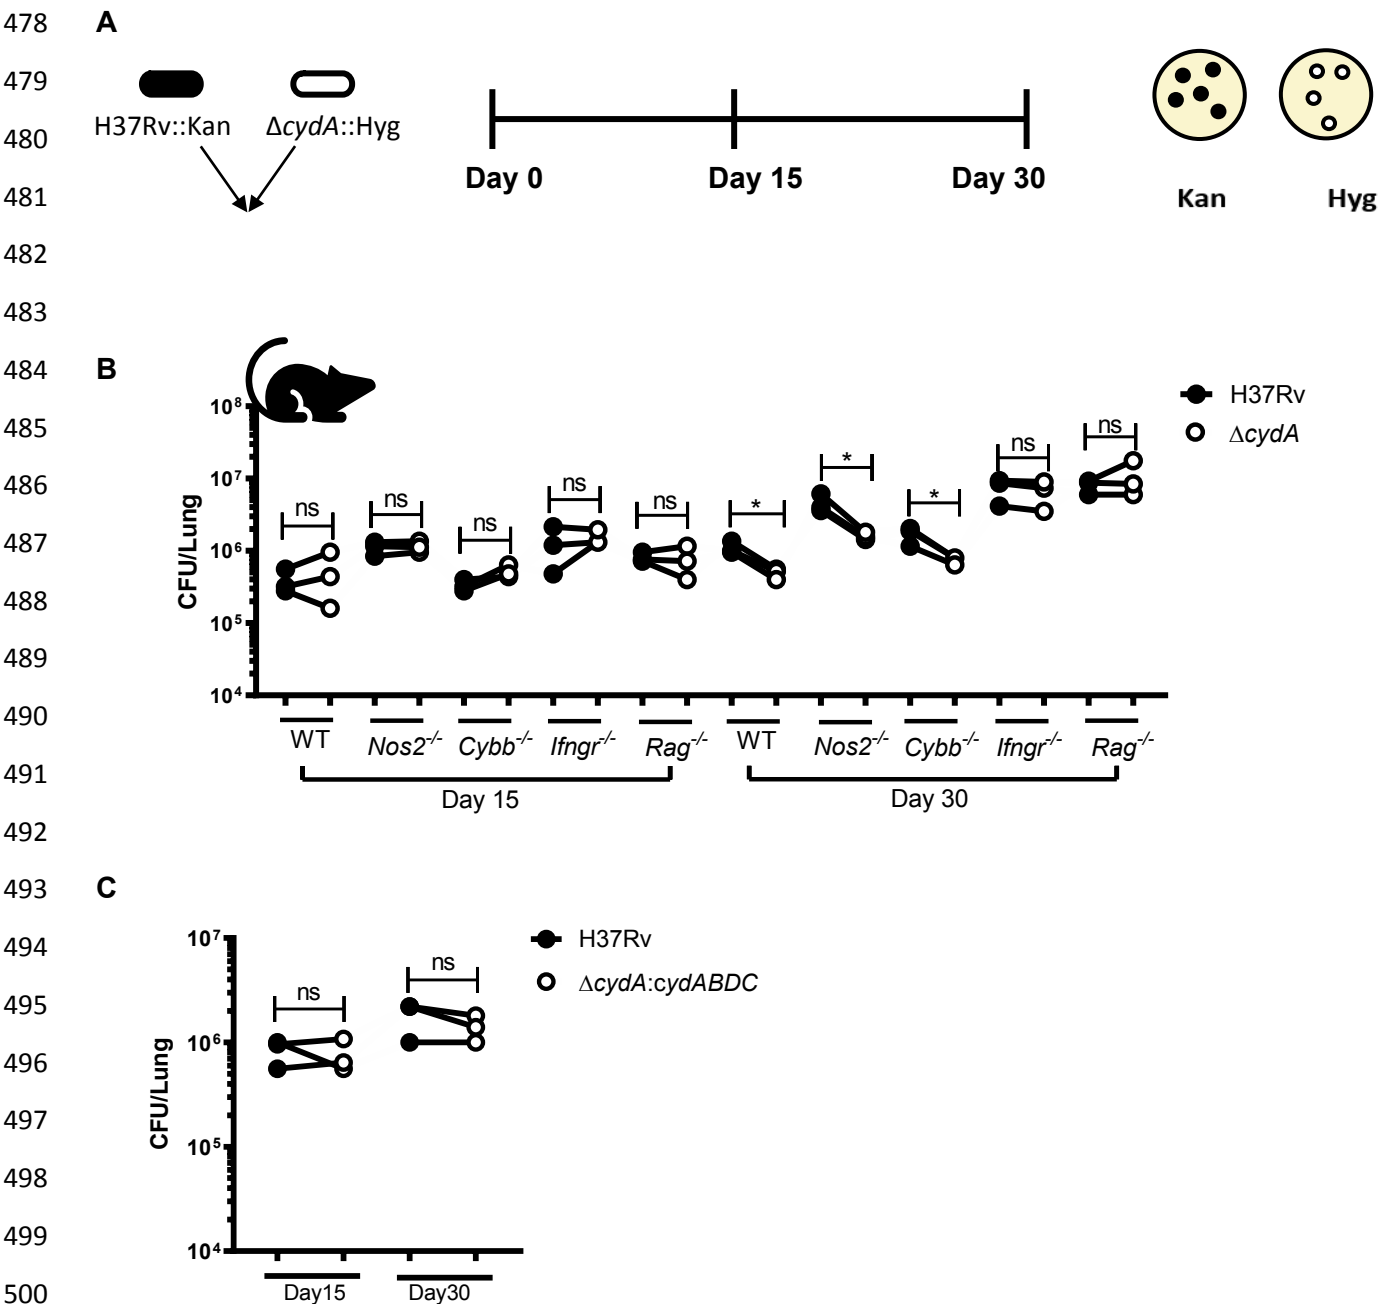 478 A
479
H37Rv::Kan ΔcydA::Hyg
480
Day 0 Day 15 Day 30
481 Kan Hyg
482
483
484 B
H37Rv
10⁸
485 ΔcydA
ns ns
486 10⁷ * ns *
ns ns ns ns *
487 10⁶
CFU/Lung
488 10⁵
489
490 10⁴
WT Nos2-/- Cybb-/- Ifngr-/- Rag-/- WT Nos2-/- Cybb-/- Ifngr-/- Rag-/-
491
Day 15 Day 30
492
493 C
10⁷ H37Rv
494 ns
ΔcydA:cydABDC
495 ns
496 10⁶
CFU/Lung
497 10⁵
498
499 10⁴
500 Day15 Day30